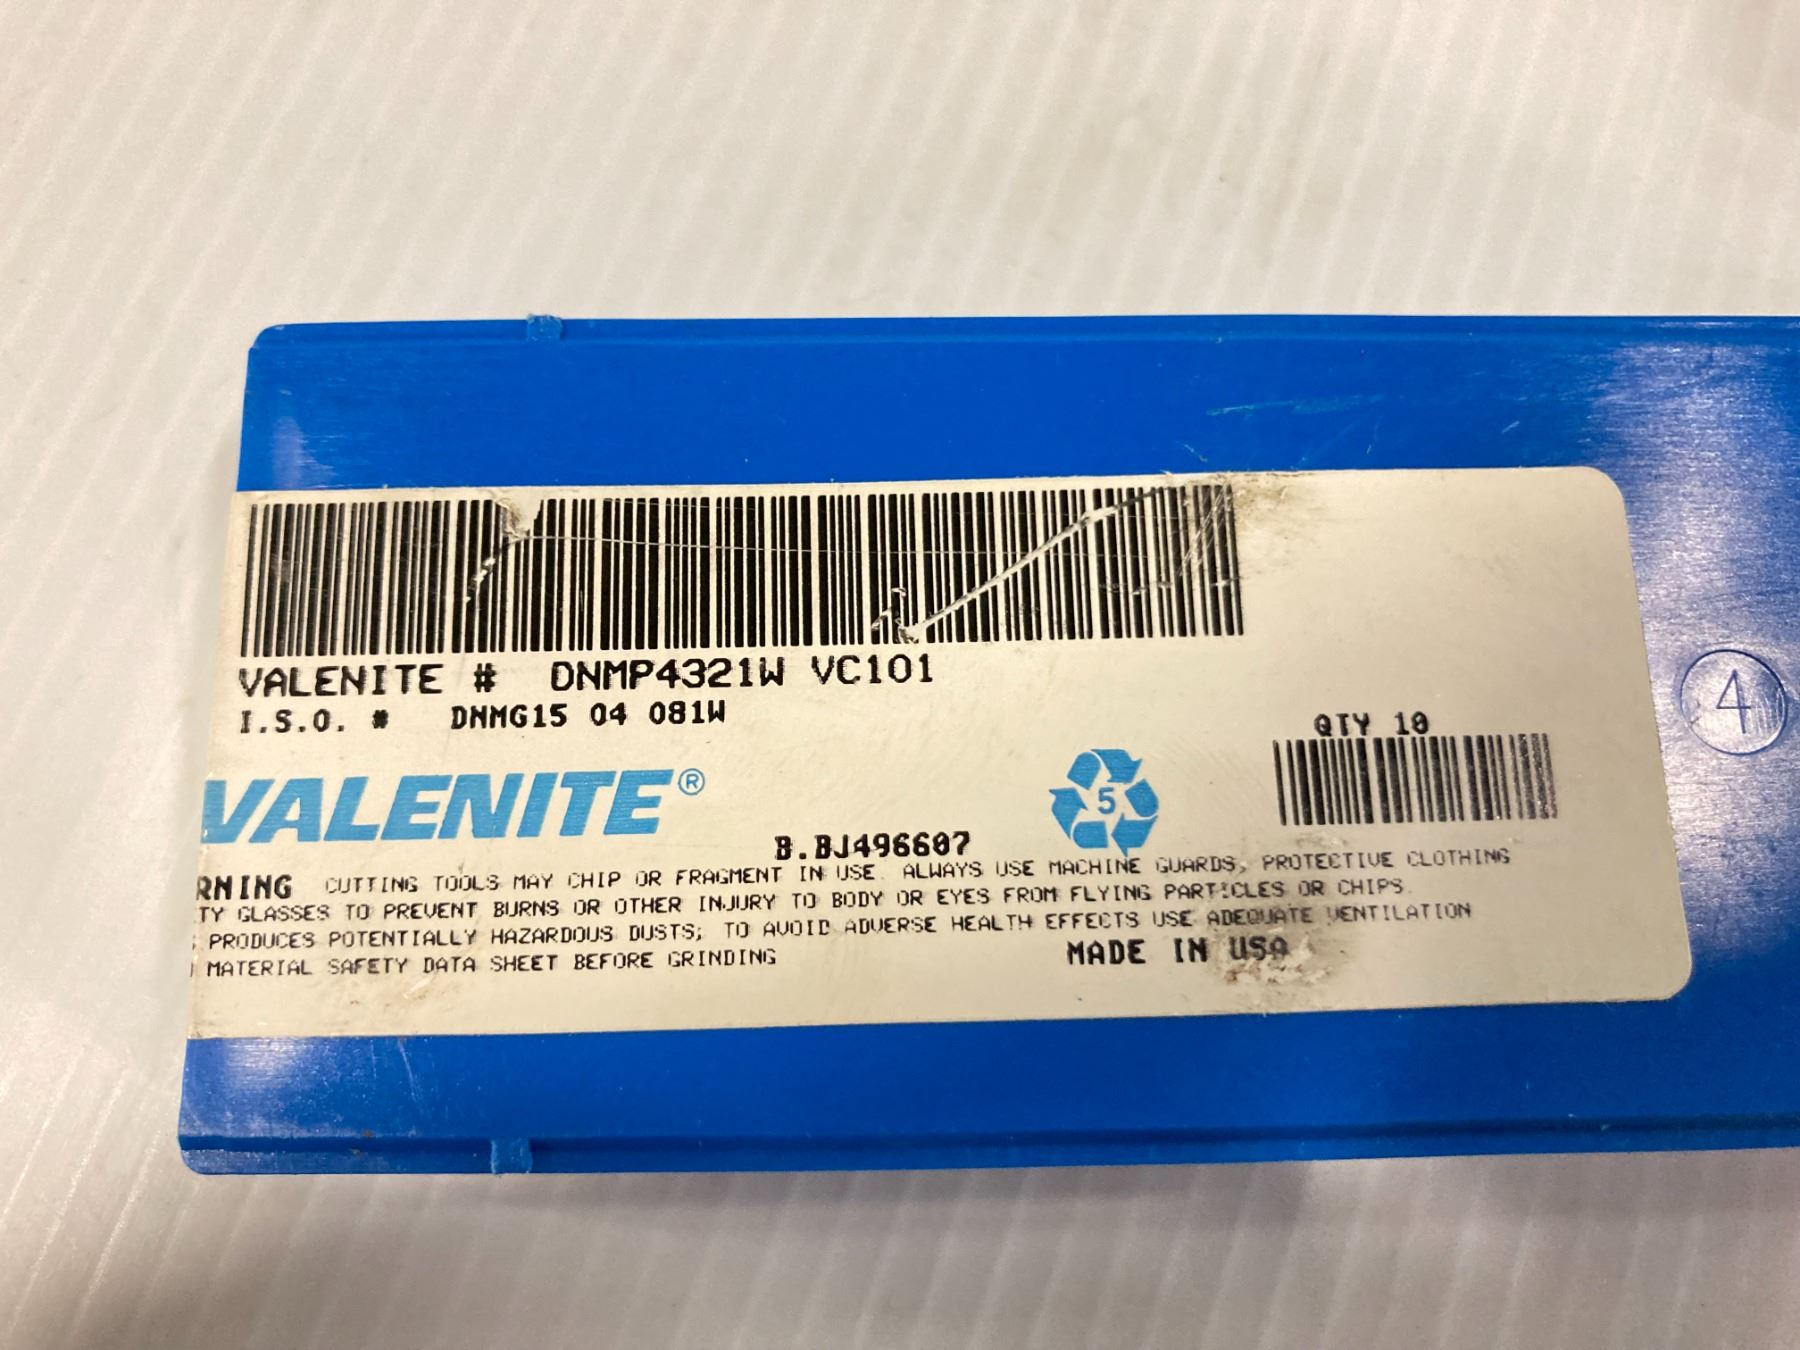 VALENITE # DNMP4321W VC101
I.S.O. # DNMG15 04 081W
QTY 10
VALENITE®
5
B.BJ496607
RNING CUTTING TOOLS MAY CHIP OR FRAGMENT IN USE. ALWAYS USE MACHINE GUARDS, PROTECTIVE CLOTHING
TY GLASSES TO PREVENT BURNS OR OTHER INJURY TO BODY OR EYES FROM FLYING PARTICLES OR CHIPS.
PRODUCES POTENTIALLY HAZARDOUS DUSTS; TO AVOID ADVERSE HEALTH EFFECTS USE ADEQUATE VENTILATION
MATERIAL SAFETY DATA SHEET BEFORE GRINDING
MADE IN USA
4